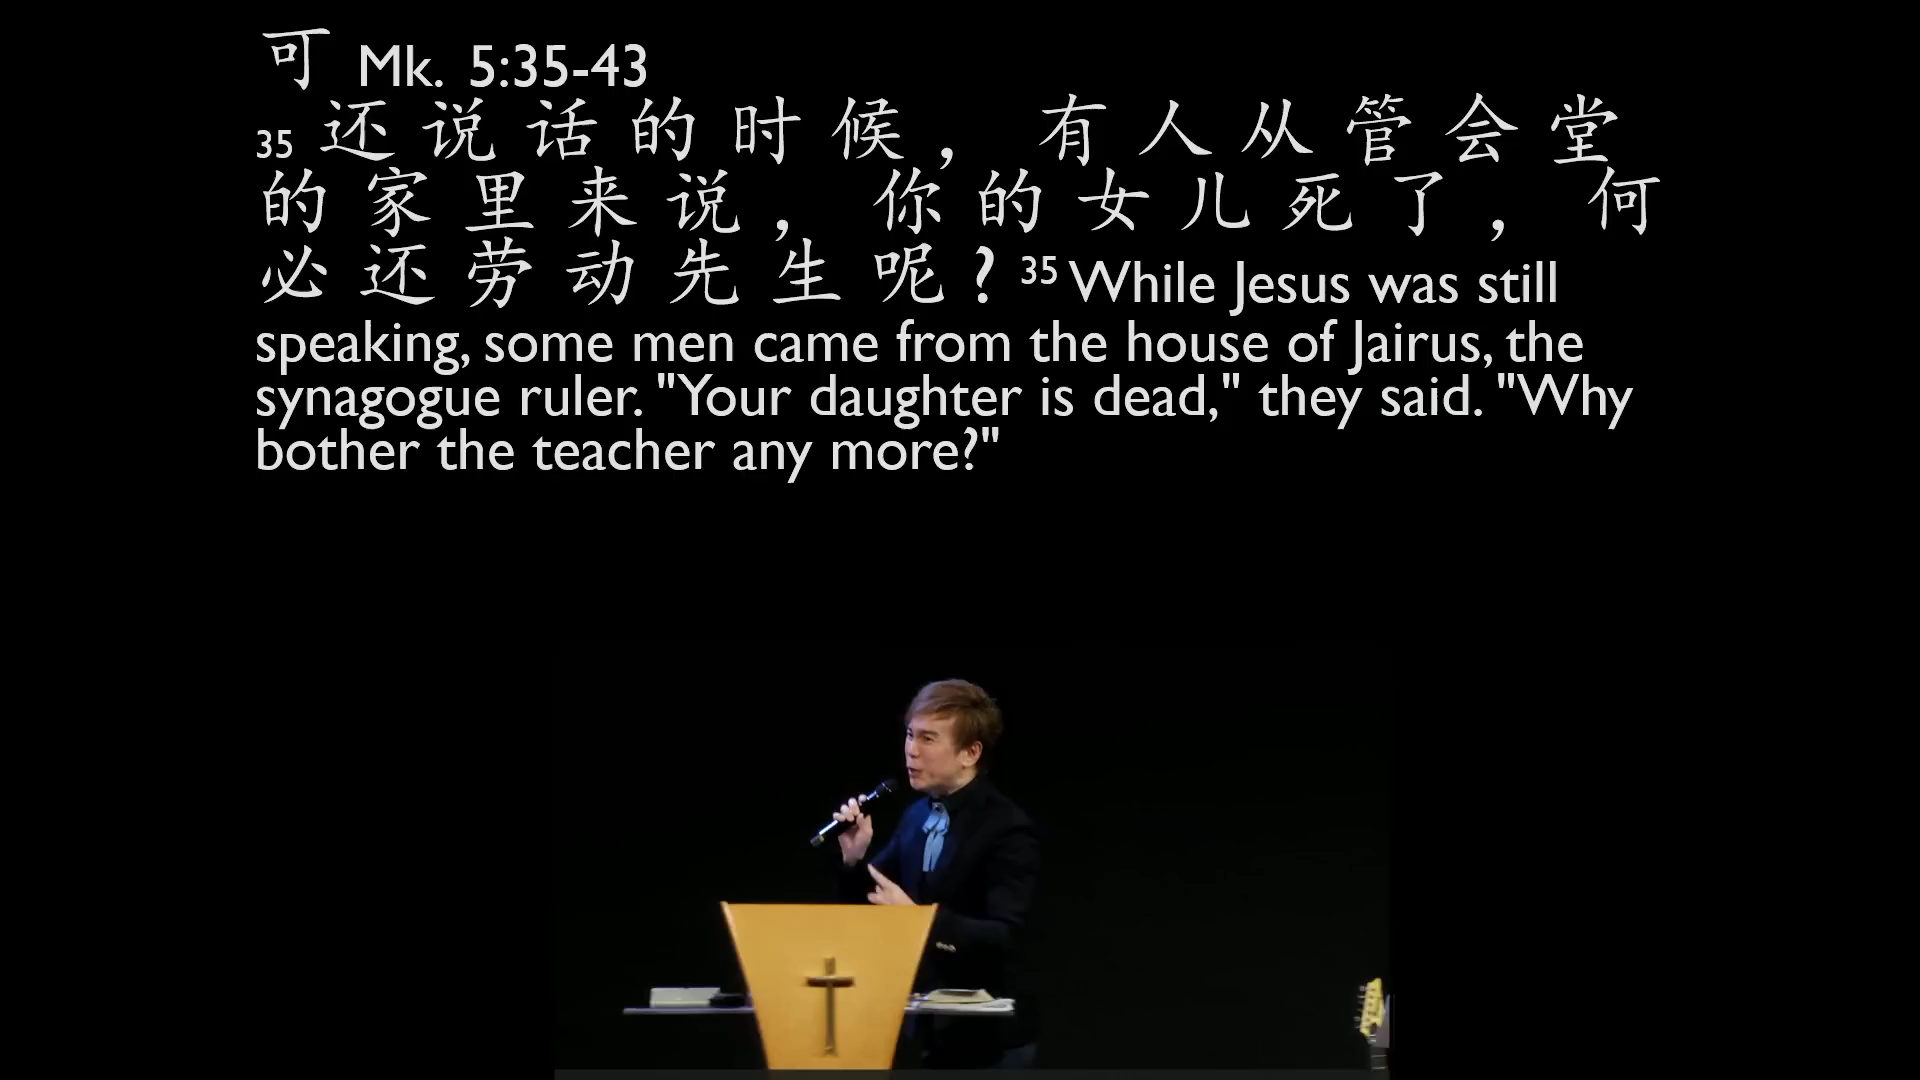 可 Mk. 5:35-43
35 还说话的时候，有人从管会堂
的家里来说，你的女儿死了，何
必还劳动先生呢？35 While Jesus was still
speaking, some men came from the house of Jairus, the
synagogue ruler. "Your daughter is dead," they said. "Why
bother the teacher any more?"